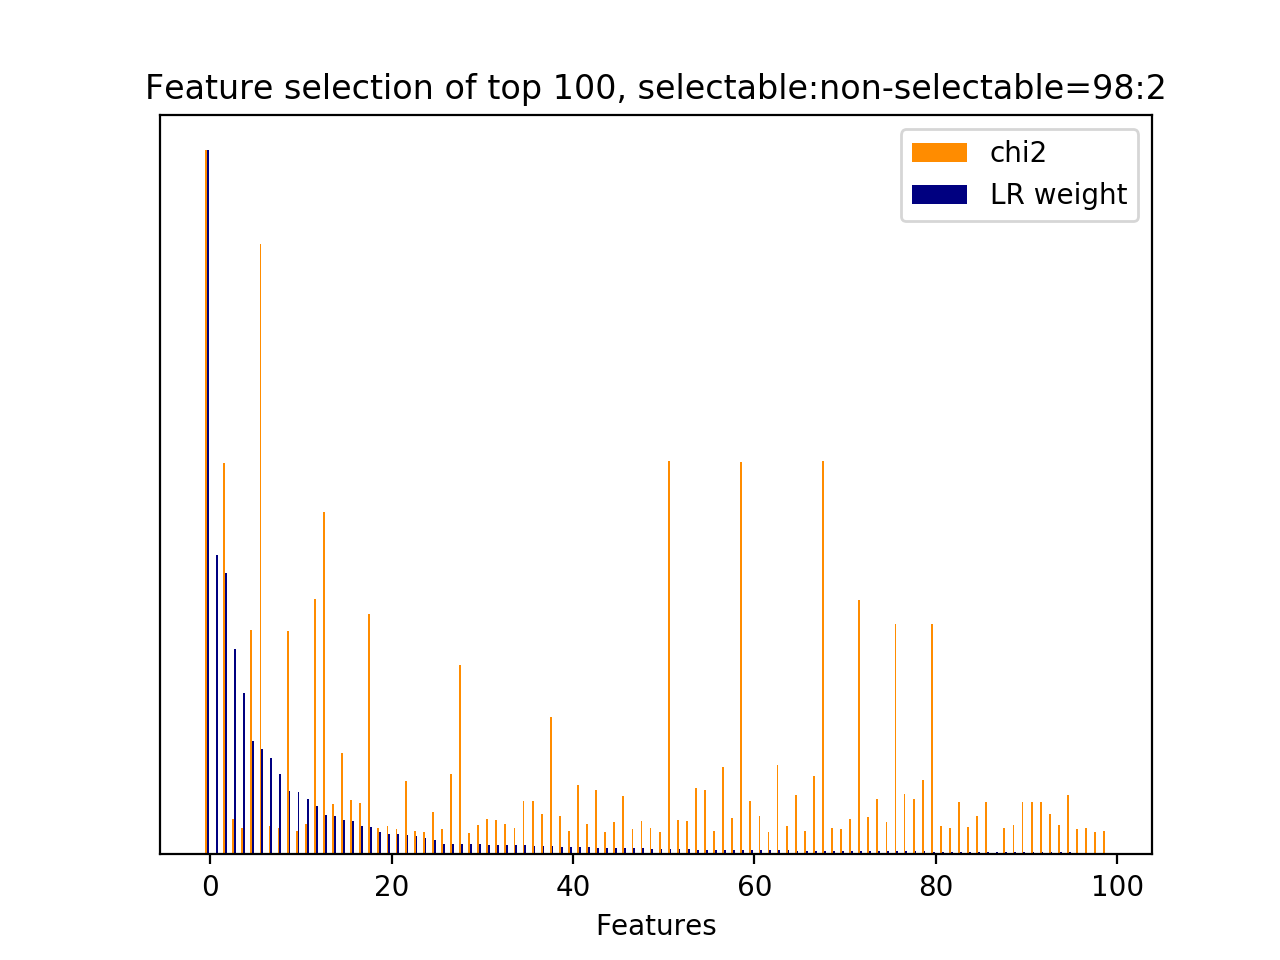 Feature selection of top 100, selectable:non-selectable=98:2
chi2
LR weight
0 20 40 60 80 100
Features